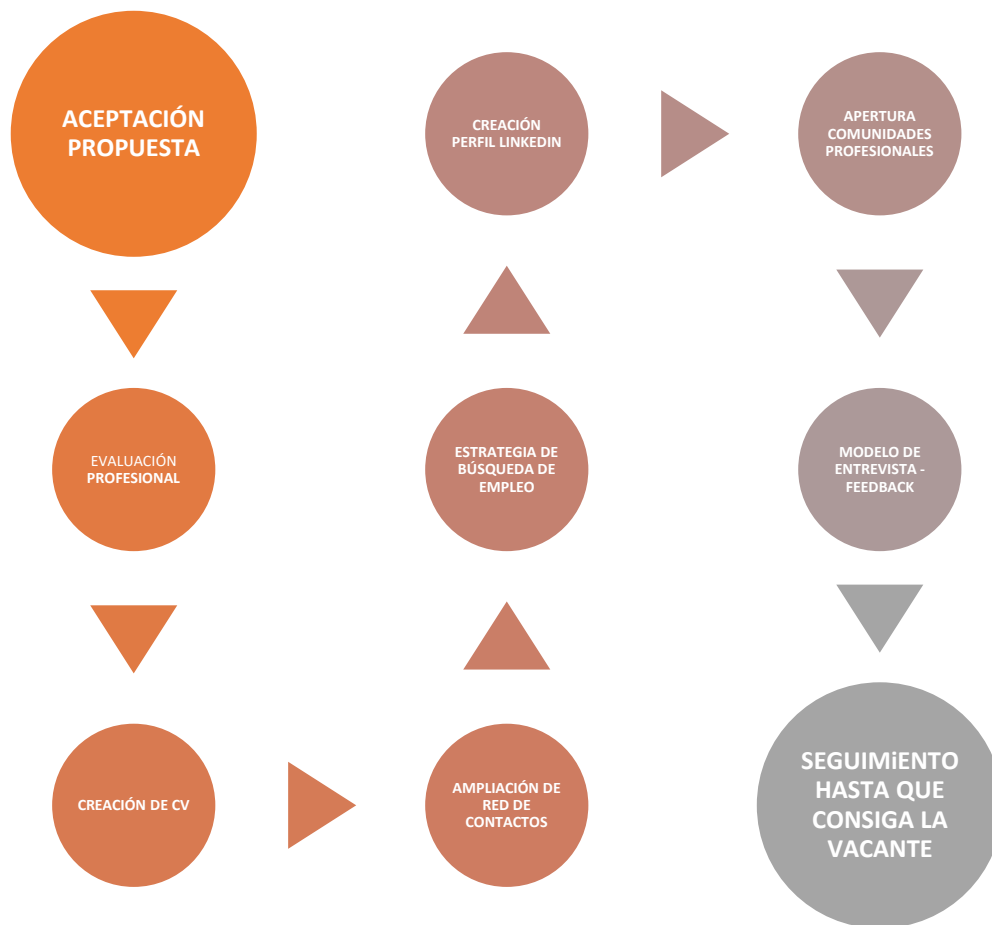 ACEPTACIÓN
PROPUESTA
EVALUACIÓN
PROFESIONAL
CREACIÓN DE CV
AMPLIACIÓN DE
RED DE
CONTACTOS
ESTRATEGIA DE
BÚSQUEDA DE
EMPLEO
CREACIÓN
PERFIL LINKEDIN
APERTURA
COMUNIDADES
PROFESIONALES
MODELO DE
ENTREVISTA -
FEEDBACK
SEGUIMiENTO
HASTA QUE
CONSIGA LA
VACANTE